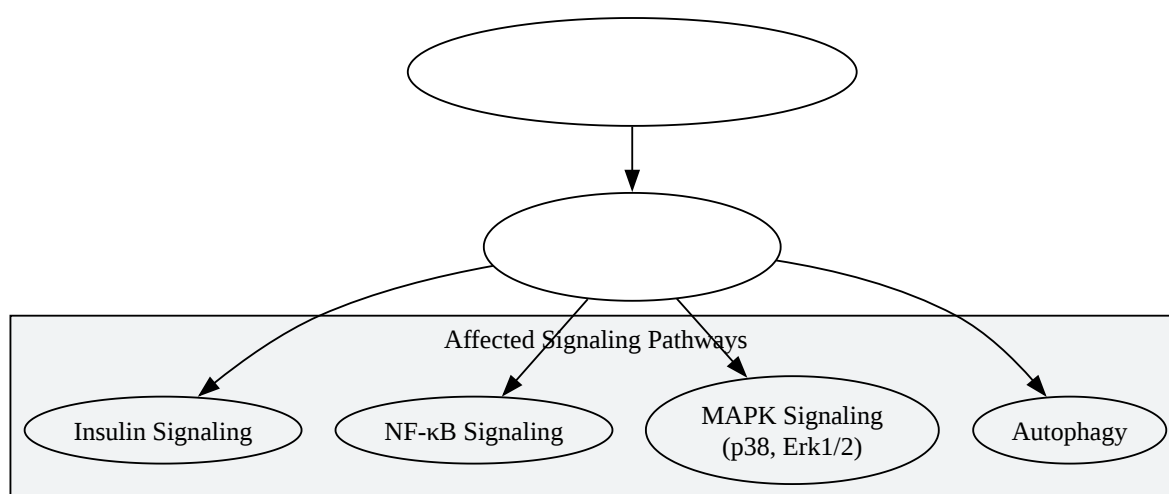 Affected Signaling Pathways
Insulin Signaling
NF-κB Signaling
MAPK Signaling
(p38, Erk1/2)
Autophagy